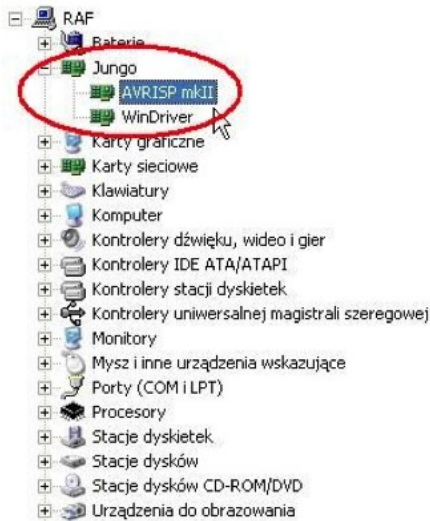 RAF
Baterie
Jungo
AVRISP mkII
WinDriver
Karty graficzne
Karty sieciowe
Klawiatury
Komputer
Kontrolery dźwięku, wideo i gier
Kontrolery IDE ATA/ATAPI
Kontrolery stacji dyskietek
Kontrolery uniwersalnej magistrali szeregowej
Monitory
Mysz i inne urządzenia wskazujące
Porty (COM i LPT)
Procesory
Stacje dyskietek
Stacje dysków
Stacje dysków CD-ROM/DVD
Urządzenia do obrazowania